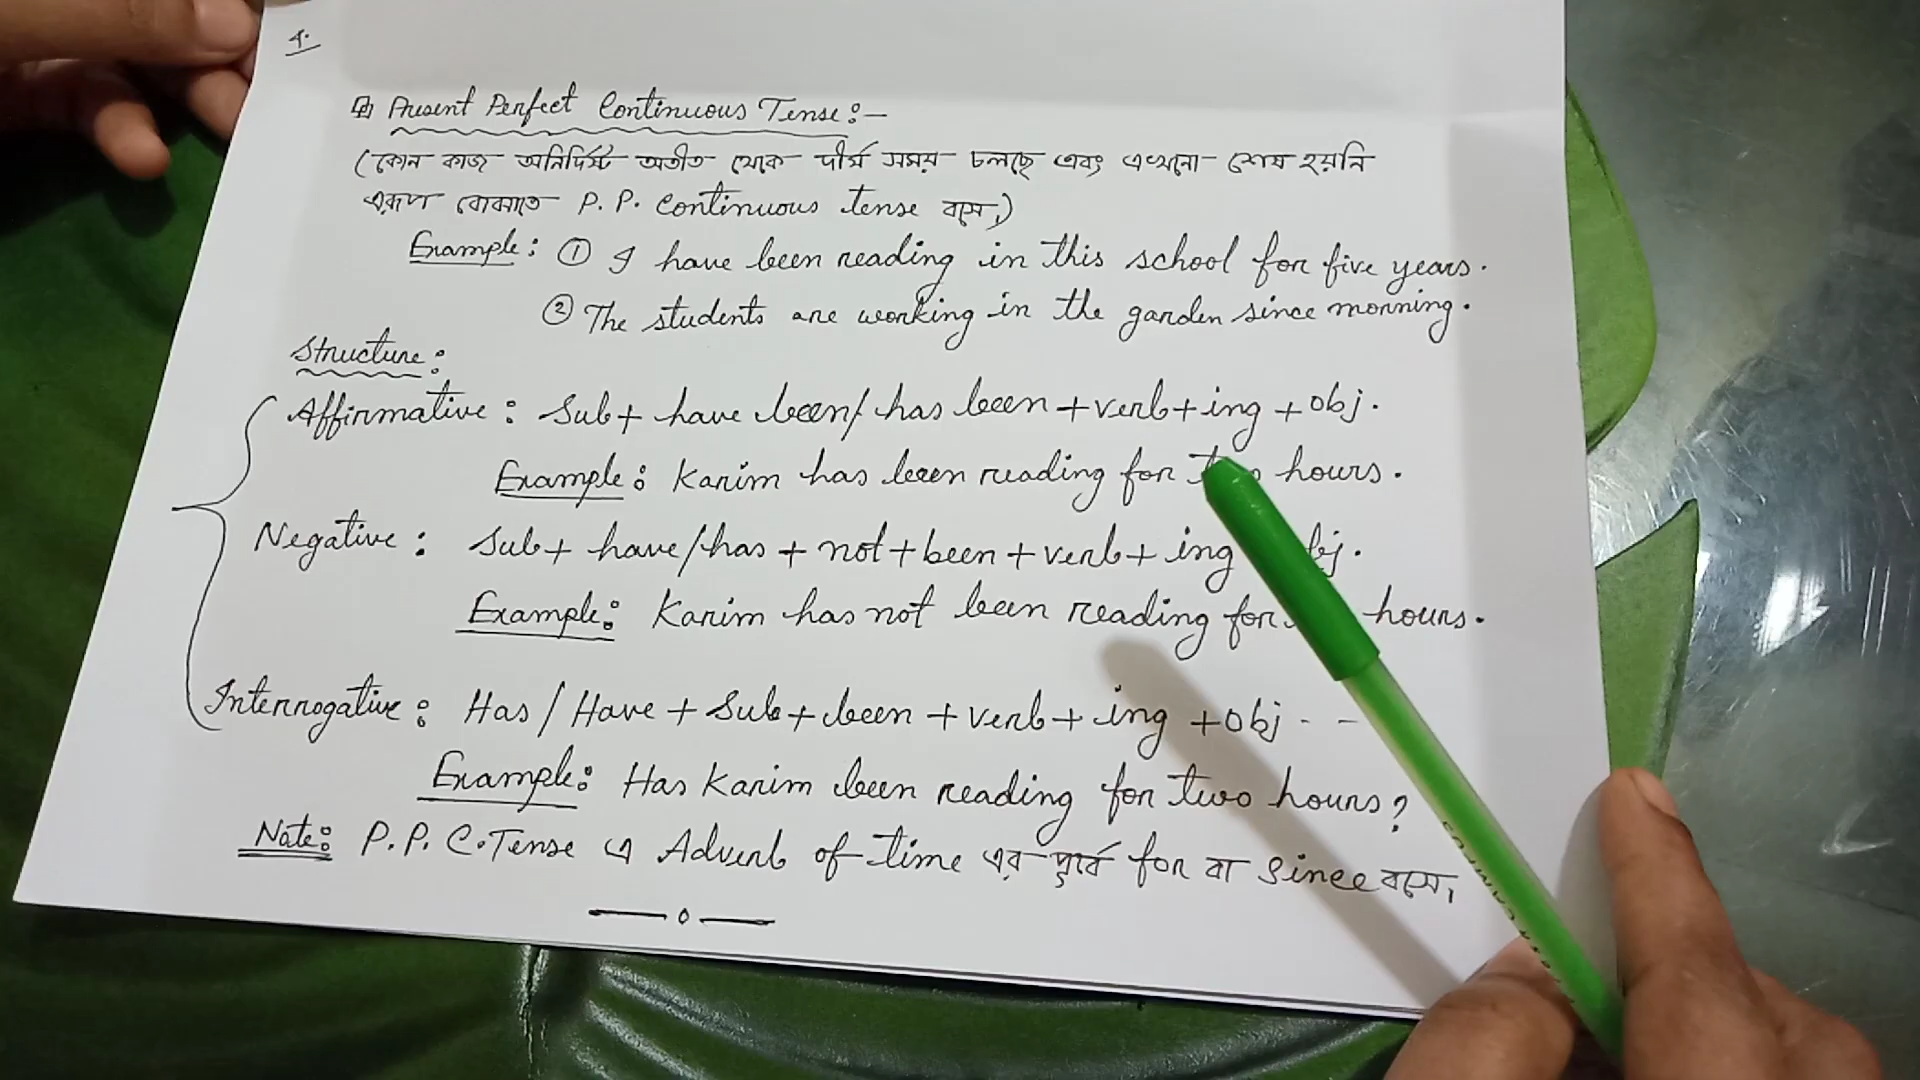 4.
Present Perfect Continuous Tense:-
(কোন কাজ অনির্দিস্ট অতীত থেকে দীর্ঘ সময় চলছে এবং এখনো শেষ হয়নি
এরূপ বোঝাতে P. P. Continuous tense বসে।)
Example: ① I have been reading in this school for five years.
② The students are working in the garden since morning.
Structure:
Affirmative: Sub+ have been/ has been +verb+ing +obj.
Example: Karim has been reading for two hours.
Negative: Sub+ have/has + not+been +verb+ ing obj.
Example: Karim has not been reading for hours.
Interrogative: Has/Have + Sub+been +verb+ing +obj - -
Example: Has Karim been reading for two hours?
Note: P. P. C. Tense এ Adverb of time এর পূর্বে for বা since বসে।
— 0 —